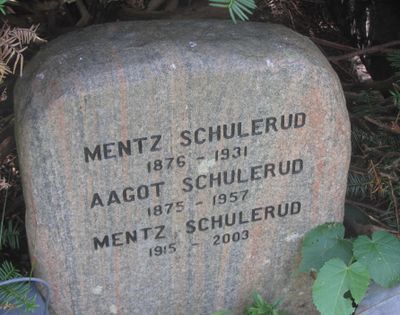 MENTZ SCHULERUD
1876 - 1931
AAGOT SCHULERUD
1875 - 1957
MENTZ SCHULERUD
1915 - 2003